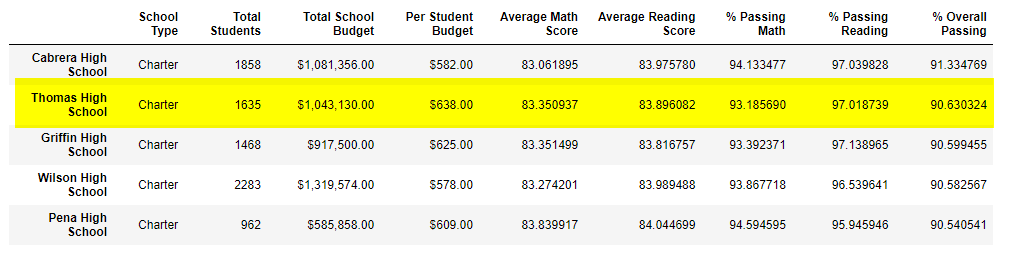 School Type Total Students Total School Budget Per Student Budget Average Math Score Average Reading Score % Passing Math % Passing Reading % Overall Passing
Cabrera High School Charter 1858 $1,081,356.00 $582.00 83.061895 83.975780 94.133477 97.039828 91.334769
Thomas High School Charter 1635 $1,043,130.00 $638.00 83.350937 83.896082 93.185690 97.018739 90.630324
Griffin High School Charter 1468 $917,500.00 $625.00 83.351499 83.816757 93.392371 97.138965 90.599455
Wilson High School Charter 2283 $1,319,574.00 $578.00 83.274201 83.989488 93.867718 96.539641 90.582567
Pena High School Charter 962 $585,858.00 $609.00 83.839917 84.044699 94.594595 95.945946 90.540541